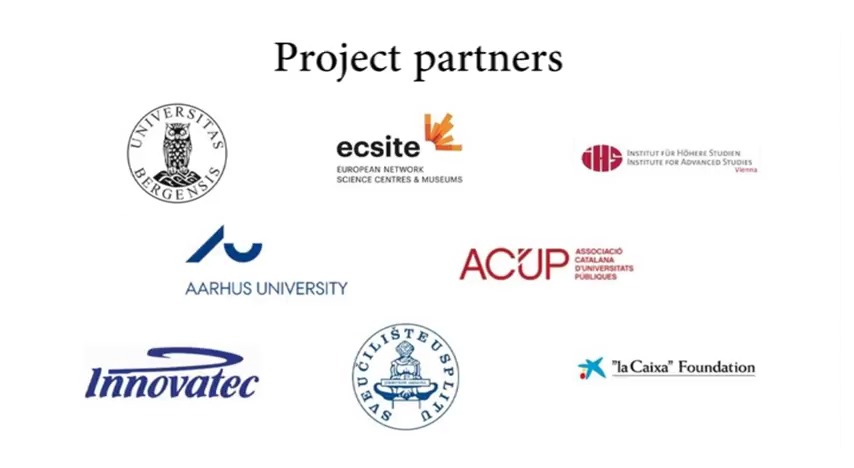 Project partners
UNIVERSITAS BERGENSIS
ecsite
EUROPEAN NETWORK
SCIENCE CENTRES & MUSEUMS
iHS
INSTITUT FÜR HÖHERE STUDIEN
INSTITUTE FOR ADVANCED STUDIES
Vienna
AARHUS UNIVERSITY
ACUP
ASSOCIACIÓ
CATALANA
D'UNIVERSITATS
PÚBLIQUES
Innovatec
SVEUČILIŠTE U SPLITU
"la Caixa" Foundation